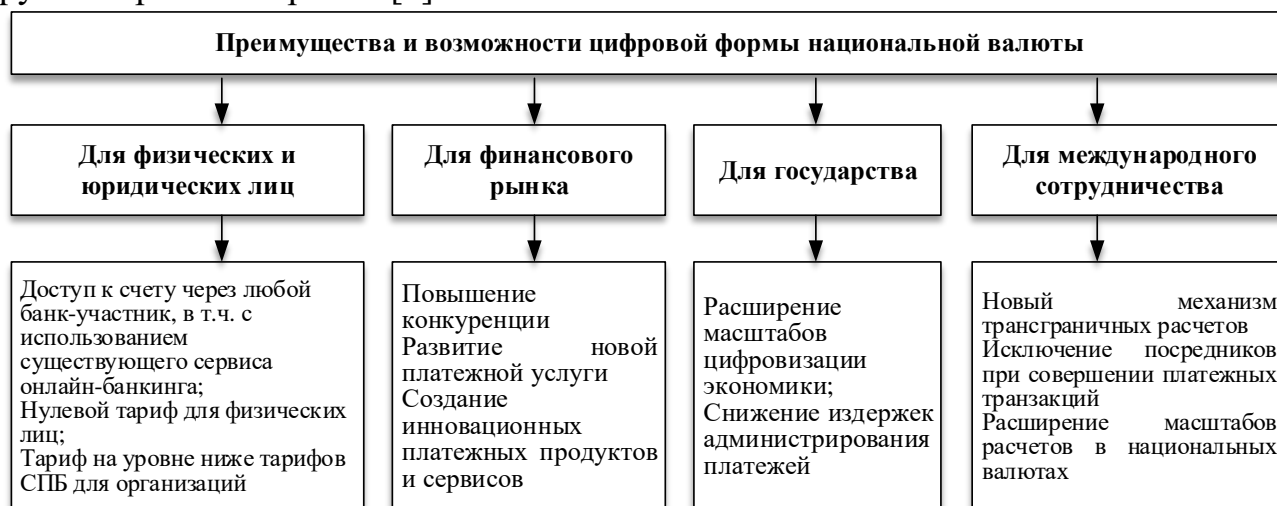 Преимущества и возможности цифровой формы национальной валюты
Для физических и
юридических лиц
Для финансового
рынка
Для государства
Для международного
сотрудничества
Доступ к счету через любой
банк-участник, в т.ч. с
использованием
существующего сервиса
онлайн-банкинга;
Нулевой тариф для физических
лиц;
Тариф на уровне ниже тарифов
СПБ для организаций
Повышение
конкуренции
Развитие новой
платежной услуги
Создание
инновационных
платежных продуктов
и сервисов
Расширение
масштабов
цифровизации
экономики;
Снижение издержек
администрирования
платежей
Новый механизм
трансграничных расчетов
Исключение посредников
при совершении платежных
транзакций
Расширение масштабов
расчетов в национальных
валютах